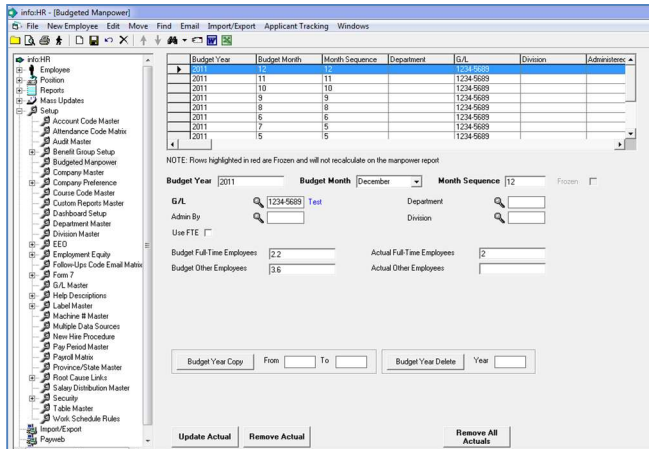 info:HR - [Budgeted Manpower]
File New Employee Edit Move Find Email Import/Export Applicant Tracking Windows
info:HR
Employee
Position
Reports
Mass Updates
Setup
Account Code Master
Attendance Code Matrix
Audit Master
Benefit Group Setup
Budgeted Manpower
Company Master
Company Preference
Course Code Master
Custom Reports Master
Dashboard Setup
Department Master
Division Master
EEO
Employment Equity
Follow-Ups Code Email Matrix
Form 7
G/L Master
Help Descriptions
Label Master
Machine # Master
Multiple Data Sources
New Hire Procedure
Pay Period Master
Payroll Matrix
Province/State Master
Root Cause Links
Salary Distribution Master
Security
Table Master
Work Schedule Rules
Import/Export
Payweb
Budget Year Budget Month Month Sequence Department G/L Division Administered
2011 12 12 1234-5689
2011 11 11 1234-5689
2011 10 10 1234-5689
2011 9 9 1234-5689
2011 8 8 1234-5689
2011 6 6 1234-5689
2011 7 5 1234-5689
2011 5 5 1234-5689
NOTE: Rows highlighted in red are Frozen and will not recalculate on the manpower report
Budget Year 2011 Budget Month December Month Sequence 12 Frozen
G/L 1234-5689 Test Department
Admin By Division
Use FTE
Budget Full-Time Employees 2.2 Actual Full-Time Employees 2
Budget Other Employees 3.6 Actual Other Employees
Budget Year Copy From To Budget Year Delete Year
Update Actual Remove Actual Remove All Actuals